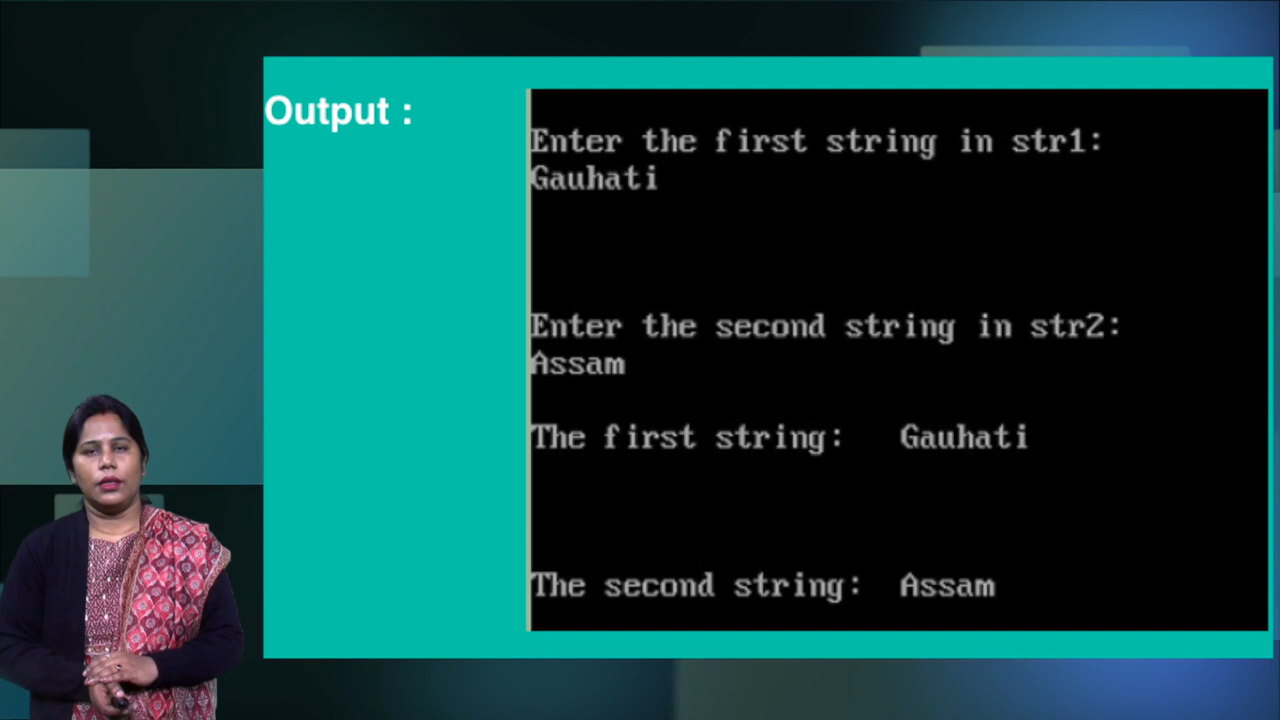 Output :
Enter the first string in str1:
Gauhati
Enter the second string in str2:
Assam
The first string: Gauhati
The second string: Assam